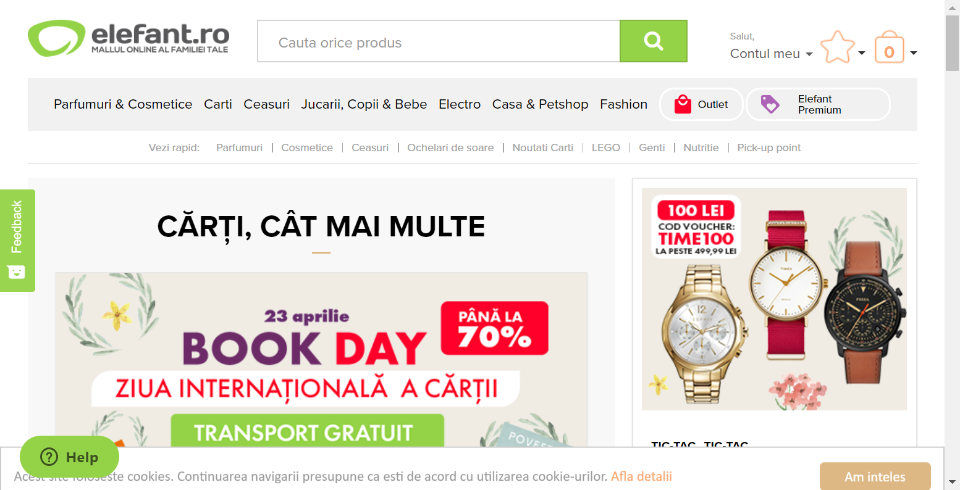 elefant.ro
MALLUL ONLINE AL FAMILIEI TALE
Cauta orice produs
Salut,
Contul meu
0
Parfumuri & Cosmetice Carti Ceasuri Jucarii, Copii & Bebe Electro Casa & Petshop Fashion Outlet Elefant Premium
Vezi rapid: Parfumuri | Cosmetice | Ceasuri | Ochelari de soare | Noutati Carti | LEGO | Genti | Nutritie | Pick-up point
Feedback
CĂRȚI, CÂT MAI MULTE
23 aprilie
BOOK DAY
PÂNĂ LA
70%
ZIUA INTERNAȚIONALĂ A CĂRȚII
TRANSPORT GRATUIT
POVES
100 LEI
COD VOUCHER:
TIME100
LA PESTE 499,99 LEI
TIC-TAC, TIC-TAC
Help
Acest site foloseste cookies. Continuarea navigarii presupune ca esti de acord cu utilizarea cookie-urilor. Afla detalii
Am inteles